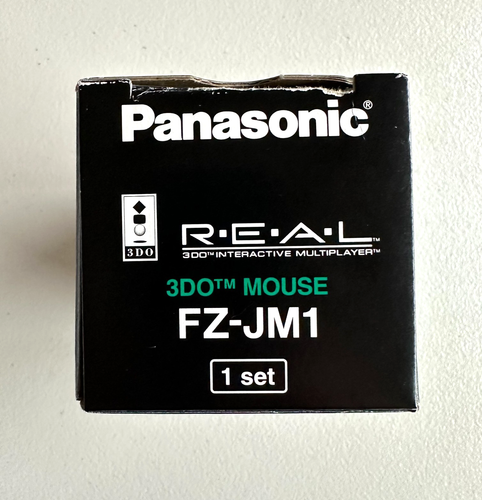 Panasonic®
3DO
R·E·A·L™
3DO™ INTERACTIVE MULTIPLAYER™
3DO™ MOUSE
FZ-JM1
1 set